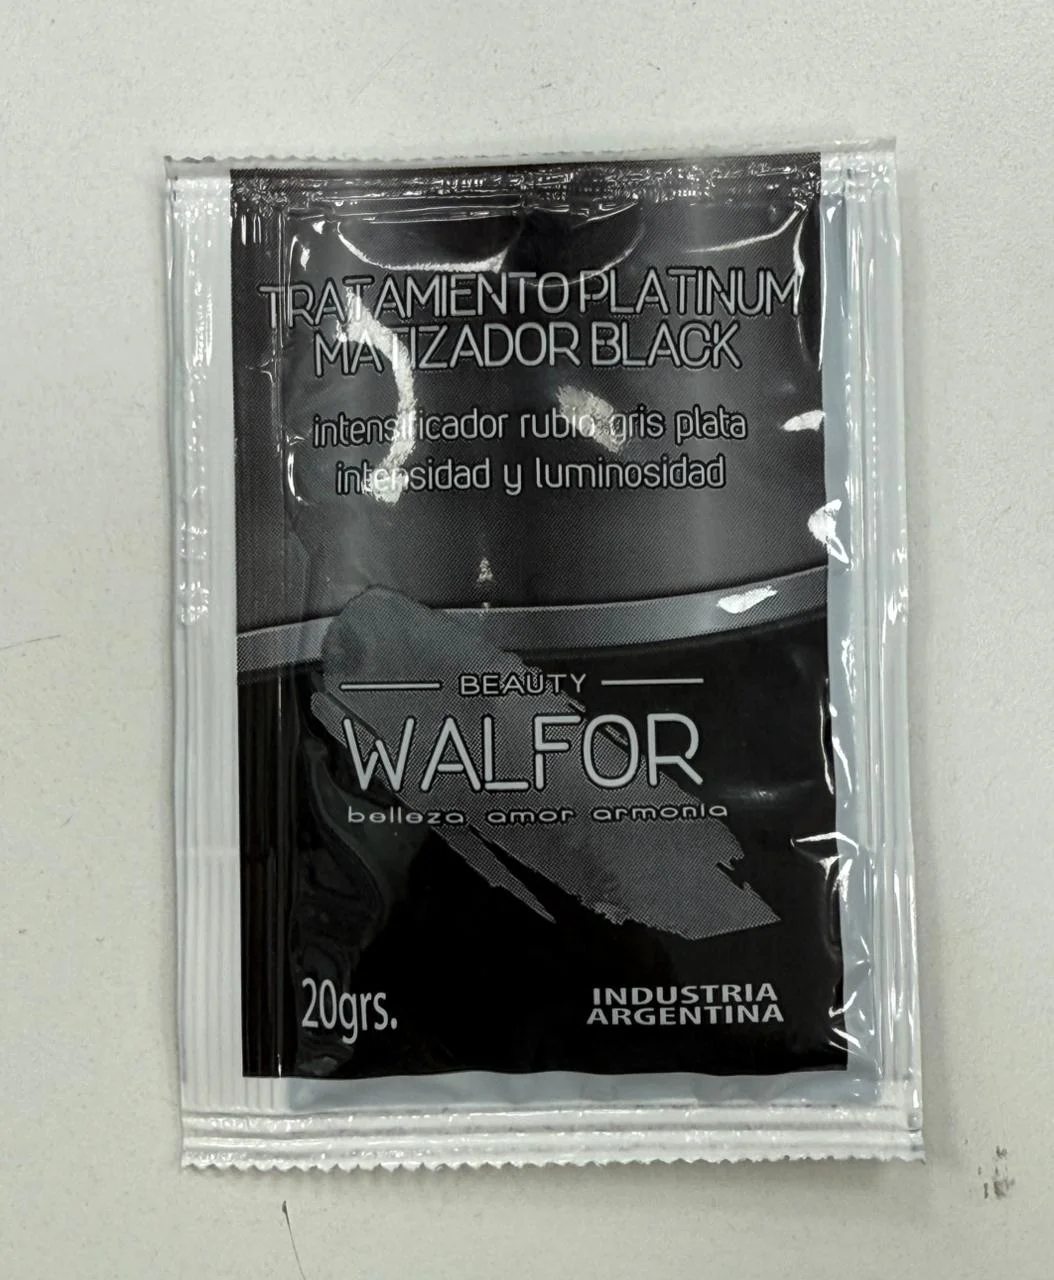 TRATAMIENTO PLATINUM
MATIZADOR BLACK
intensificador rubio gris plata
intensidad y luminosidad
BEAUTY
WALFOR
belleza amor armonia
20grs.
INDUSTRIA
ARGENTINA